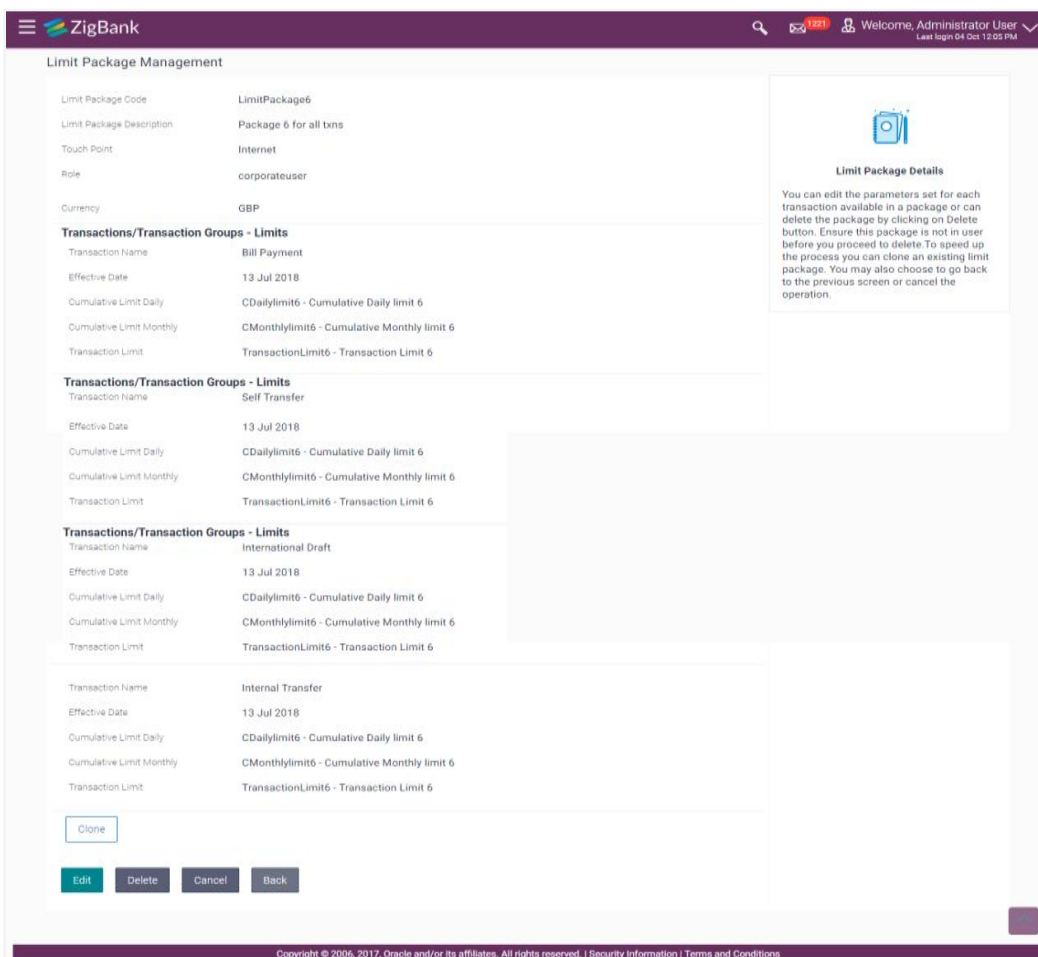 ZigBank
1221
Welcome, Administrator User
Last login 04 Oct 12:05 PM
Limit Package Management
Limit Package Code LimitPackage6
Limit Package Description Package 6 for all txns
Touch Point Internet
Role corporateuser
Currency GBP
Transactions/Transaction Groups - Limits
Transaction Name Bill Payment
Effective Date 13 Jul 2018
Cumulative Limit Daily CDailylimit6 - Cumulative Daily limit 6
Cumulative Limit Monthly CMonthlylimit6 - Cumulative Monthly limit 6
Transaction Limit TransactionLimit6 - Transaction Limit 6
Transactions/Transaction Groups - Limits
Transaction Name Self Transfer
Effective Date 13 Jul 2018
Cumulative Limit Daily CDailylimit6 - Cumulative Daily limit 6
Cumulative Limit Monthly CMonthlylimit6 - Cumulative Monthly limit 6
Transaction Limit TransactionLimit6 - Transaction Limit 6
Transactions/Transaction Groups - Limits
Transaction Name International Draft
Effective Date 13 Jul 2018
Cumulative Limit Daily CDailylimit6 - Cumulative Daily limit 6
Cumulative Limit Monthly CMonthlylimit6 - Cumulative Monthly limit 6
Transaction Limit TransactionLimit6 - Transaction Limit 6
Transaction Name Internal Transfer
Effective Date 13 Jul 2018
Cumulative Limit Daily CDailylimit6 - Cumulative Daily limit 6
Cumulative Limit Monthly CMonthlylimit6 - Cumulative Monthly limit 6
Transaction Limit TransactionLimit6 - Transaction Limit 6
Clone
Edit Delete Cancel Back
Limit Package Details
You can edit the parameters set for each
transaction available in a package or can
delete the package by clicking on Delete
button. Ensure this package is not in user
before you proceed to delete.To speed up
the process you can clone an existing limit
package. You may also choose to go back
to the previous screen or cancel the
operation.
Copyright © 2006, 2017, Oracle and/or its affiliates. All rights reserved. | Security Information | Terms and Conditions